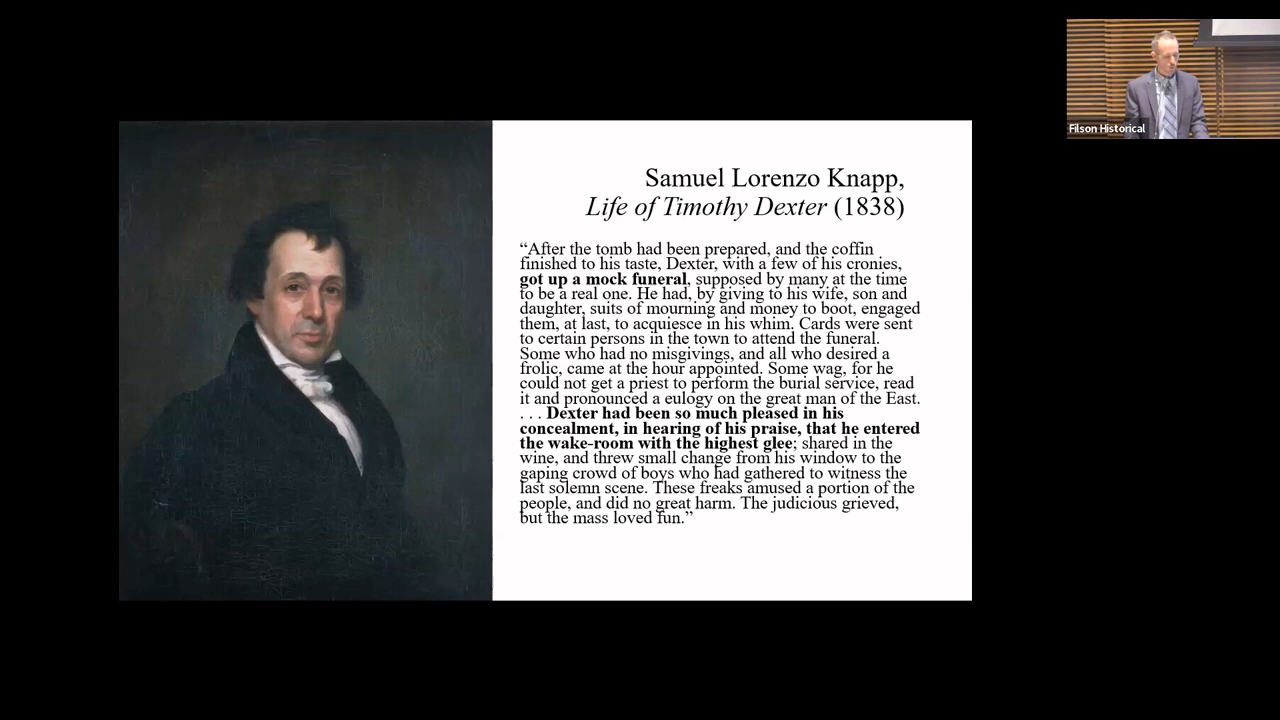 Samuel Lorenzo Knapp,
Life of Timothy Dexter (1838)
“After the tomb had been prepared, and the coffin
finished to his taste, Dexter, with a few of his cronies,
got up a mock funeral, supposed by many at the time
to be a real one. He had, by giving to his wife, son and
daughter, suits of mourning and money to boot, engaged
them, at last, to acquiesce in his whim. Cards were sent
to certain persons in the town to attend the funeral.
Some who had no misgivings, and all who desired a
frolic, came at the hour appointed. Some wag, for he
could not get a priest to perform the burial service, read
it and pronounced a eulogy on the great man of the East.
. . . Dexter had been so much pleased in his
concealment, in hearing of his praise, that he entered
the wake-room with the highest glee; shared in the
wine, and threw small change from his window to the
gaping crowd of boys who had gathered to witness the
last solemn scene. These freaks amused a portion of the
people, and did no great harm. The judicious grieved,
but the mass loved fun.”
Filson Historical